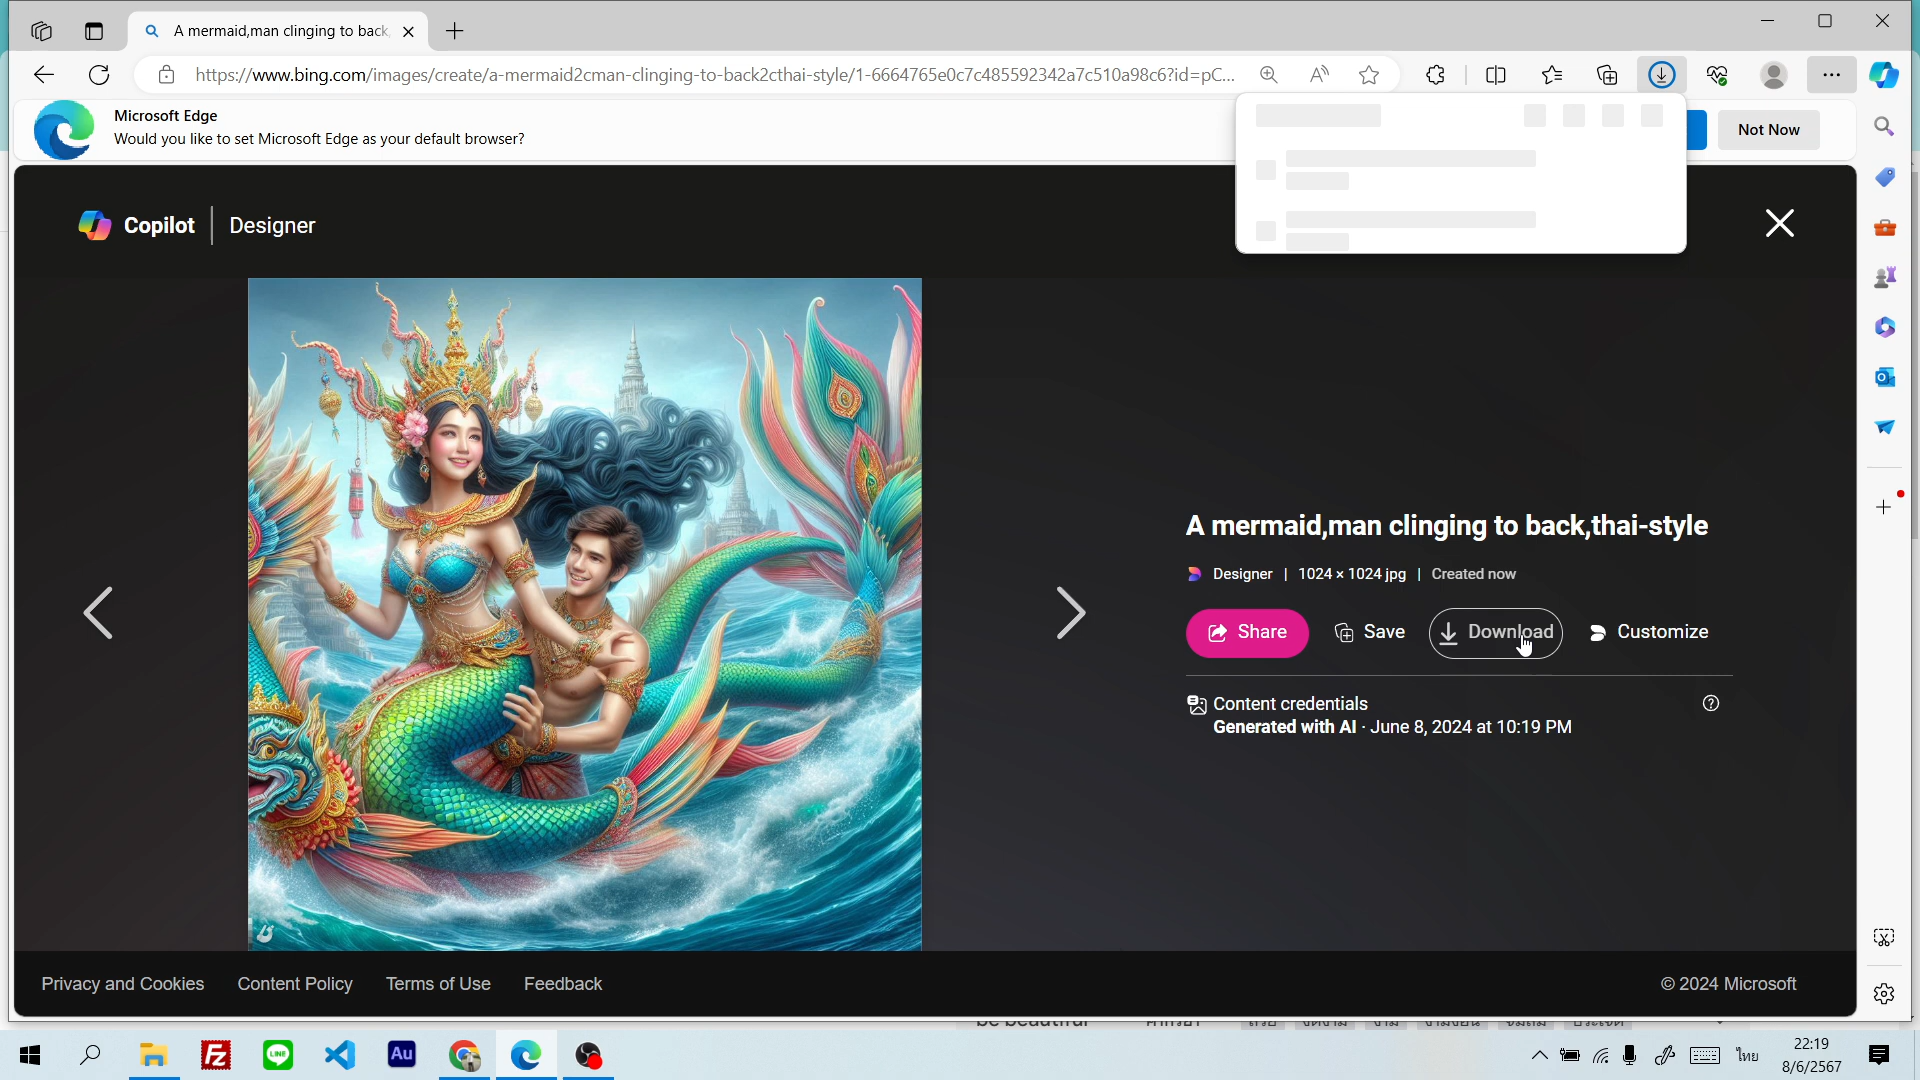 A mermaid,man clinging to back
https://www.bing.com/images/create/a-mermaid2cman-clinging-to-back2cthai-style/1-6664765e0c7c485592342a7c510a98c6?id=pC...
Microsoft Edge
Would you like to set Microsoft Edge as your default browser?
Not Now
Copilot | Designer
A mermaid,man clinging to back,thai-style
Designer | 1024 × 1024 jpg | Created now
Share
Save
Download
Customize
Content credentials
Generated with AI · June 8, 2024 at 10:19 PM
Privacy and Cookies
Content Policy
Terms of Use
Feedback
© 2024 Microsoft
Fz
LINE
Au
ไทย
22:19
8/6/2567